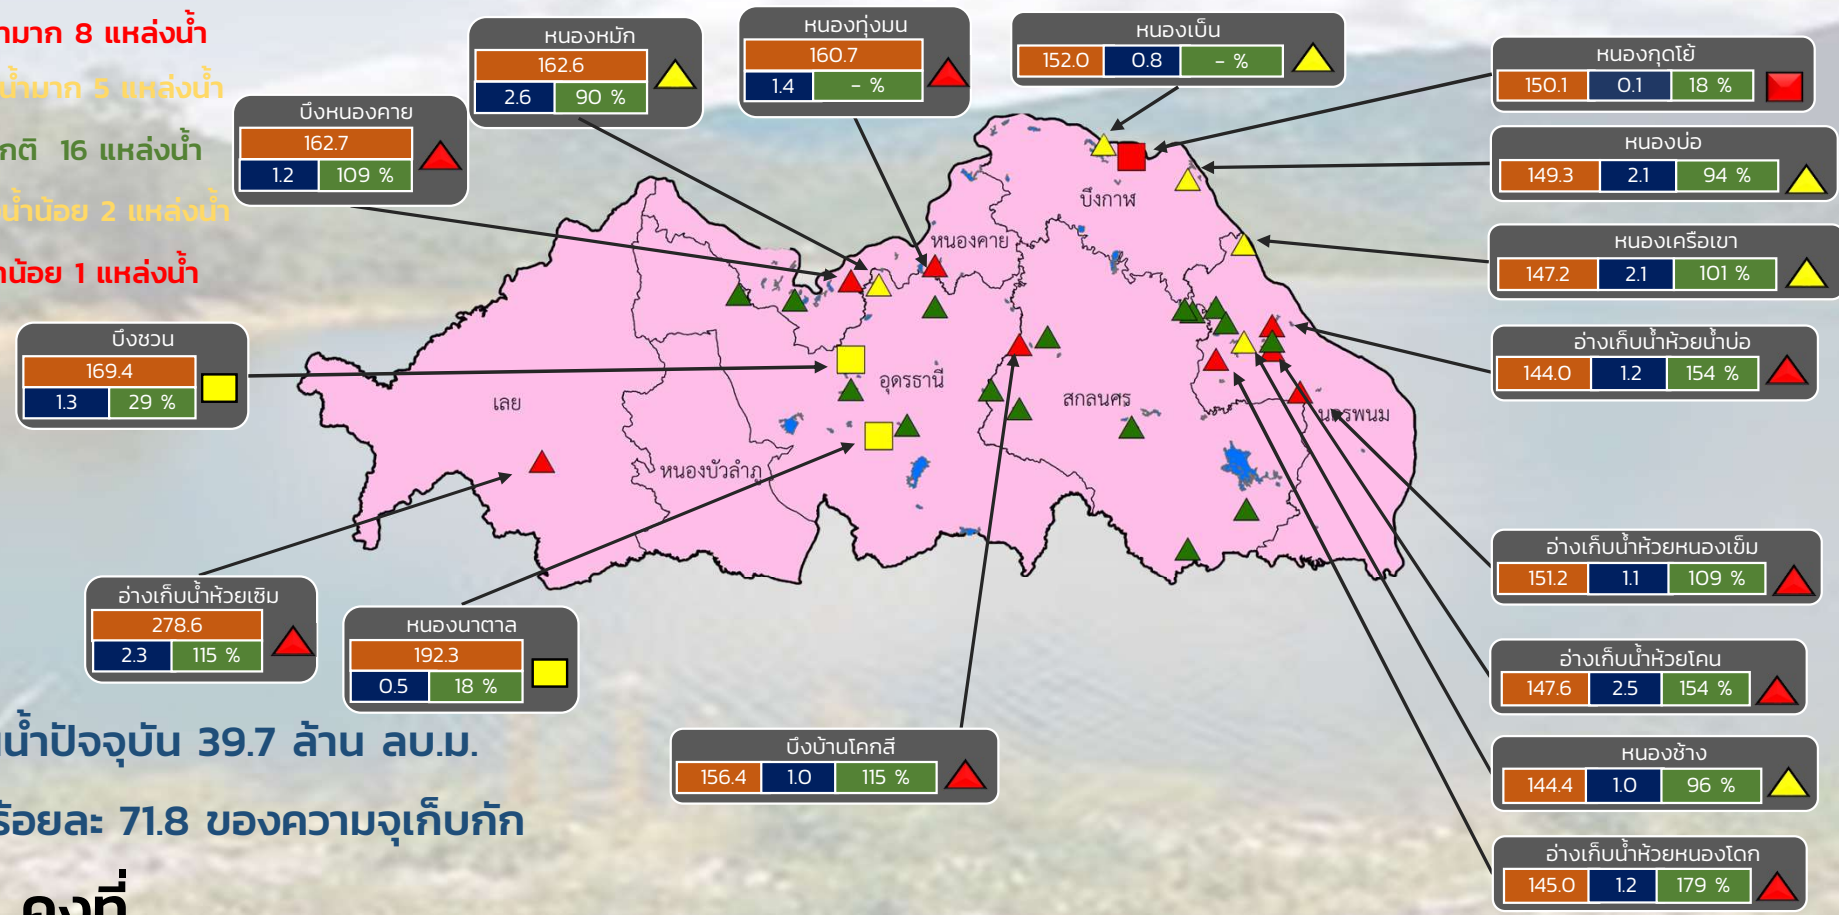 มาก 8 แหล่งน้ำ
น้ำมาก 5 แหล่งน้ำ
กติ 16 แหล่งน้ำ
น้ำน้อย 2 แหล่งน้ำ
น้อย 1 แหล่งน้ำ
หนองหมัก
162.6
2.6 90 %
หนองทุ่งมน
160.7
1.4 - %
หนองเบ็น
152.0 0.8 - %
หนองกุดโย้
150.1 0.1 18 %
บึงหนองคาย
162.7
1.2 109 %
หนองบ่อ
149.3 2.1 94 %
หนองเครือเขา
147.2 2.1 101 %
บึงชวน
169.4
1.3 29 %
อ่างเก็บน้ำห้วยน้ำบ่อ
144.0 1.2 154 %
บึงกาฬ
หนองคาย
อุดรธานี
เลย
สกลนคร
นครพนม
หนองบัวลำภู
อ่างเก็บน้ำห้วยหนองเข็ม
151.2 1.1 109 %
อ่างเก็บน้ำห้วยเซิม
278.6
2.3 115 %
หนองนาตาล
192.3
0.5 18 %
อ่างเก็บน้ำห้วยโคน
147.6 2.5 154 %
บึงบ้านโคกสี
156.4 1.0 115 %
หนองช้าง
144.4 1.0 96 %
อ่างเก็บน้ำห้วยหนองโดก
145.0 1.2 179 %
น้ำปัจจุบัน 39.7 ล้าน ลบ.ม.
ร้อยละ 71.8 ของความจุเก็บกัก
คงที่